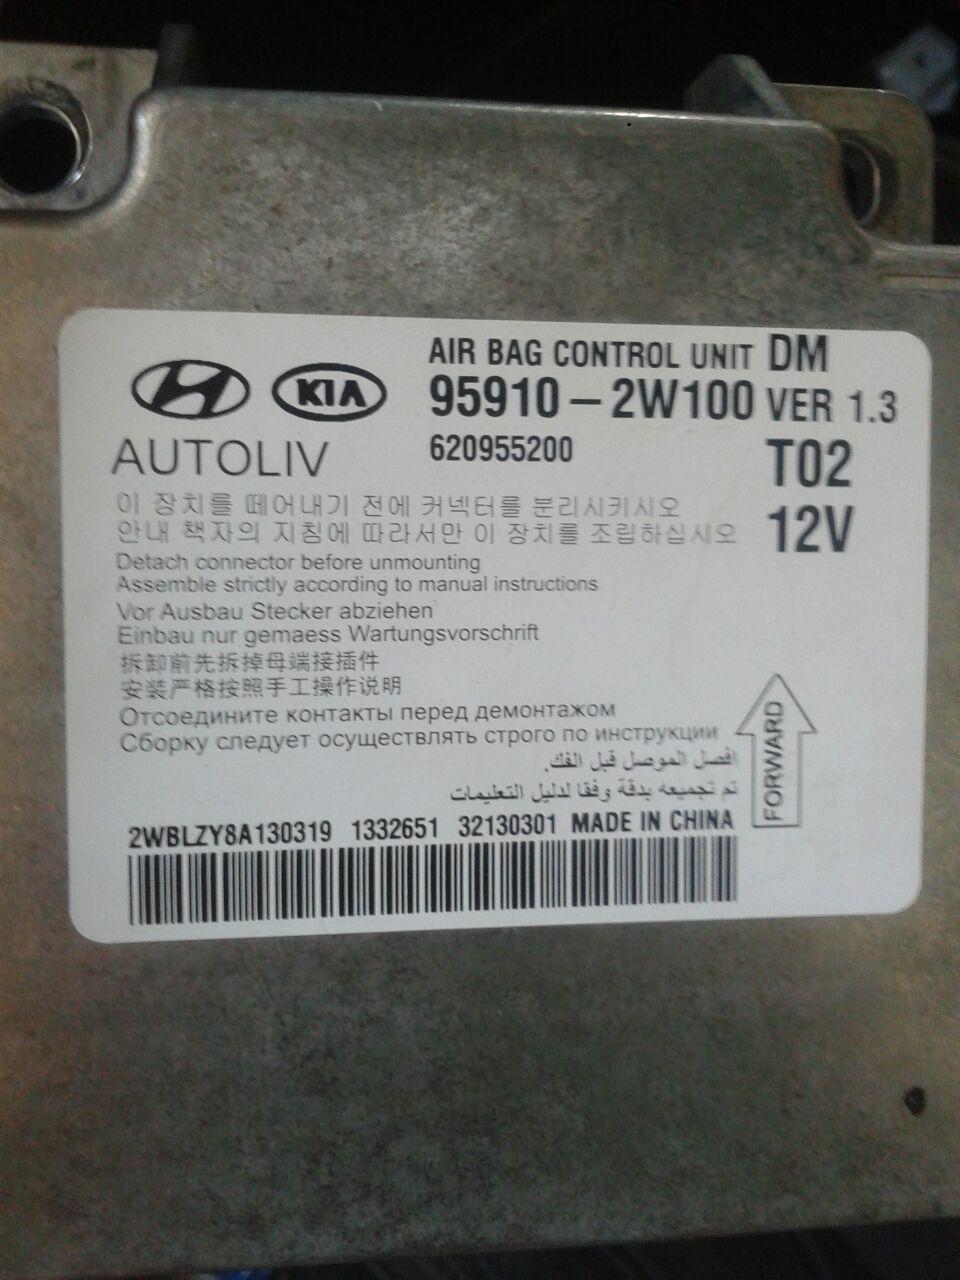 AIR BAG CONTROL UNIT DM
KIA
95910-2W100 VER 1.3
AUTOLIV
620955200
T02
12V
이 장치를 떼어내기 전에 커넥터를 분리시키시오
안내 책자의 지침에 따라서만 이 장치를 조립하십시오
Detach connector before unmounting
Assemble strictly according to manual instructions
Vor Ausbau Stecker abziehen
Einbau nur gemaess Wartungsvorschrift
拆卸前先拆掉母端接插件
安装严格按照手工操作说明
Отсоедините контакты перед демонтажом
Сборку следует осуществлять строго по инструкции
افصل الموصل قبل الفك.
تم تجميعه بدقة وفقا لدليل التعليمات
FORWARD
2WBLZY8A130319 1332651 32130301 MADE IN CHINA